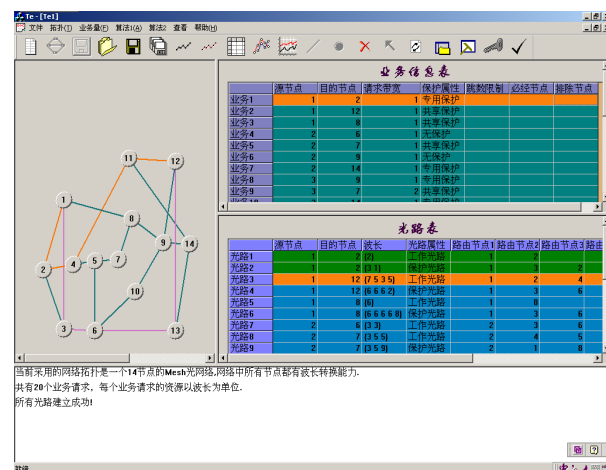 Te - [Te1]
文件 拓扑(T) 业务量(F) 算法1(A) 算法2 查看 帮助(H)
业务信息表
源节点 目的节点 请求带宽 保护属性 跳数限制 必经节点 排除节点
业务1 1 2 1 专用保护
业务2 1 12 1 共享保护
业务3 1 8 1 共享保护
业务4 2 6 1 无保护
业务5 2 7 1 共享保护
业务6 2 9 1 无保护
业务7 2 14 1 专用保护
业务8 3 9 1 专用保护
业务9 3 7 2 共享保护
光路表
源节点 目的节点 波长 光路属性 路由节点1 路由节点2 路由节点3 路由
光路1 1 2 (2) 工作光路 1 2
光路2 1 2 (3 1) 保护光路 1 3 2
光路3 1 12 (7 5 3 5) 工作光路 1 2 4
光路4 1 12 (6 6 6 2) 保护光路 1 3 6
光路5 1 8 (6) 工作光路 1 8
光路6 1 8 (6 6 6 6 8) 保护光路 1 3 6
光路7 2 6 (3 3) 工作光路 2 3 6
光路8 2 7 (3 5 5) 工作光路 2 4 5
光路9 2 7 (3 5 9) 保护光路 2 1 8
11
12
1
8
9
14
2
4
5
7
10
3
6
13
当前采用的网络拓扑是一个14节点的Mesh光网络,网络中所有节点都有波长转换能力.
共有20个业务请求，每个业务请求的资源以波长为单位.
所有光路建立成功!
就绪